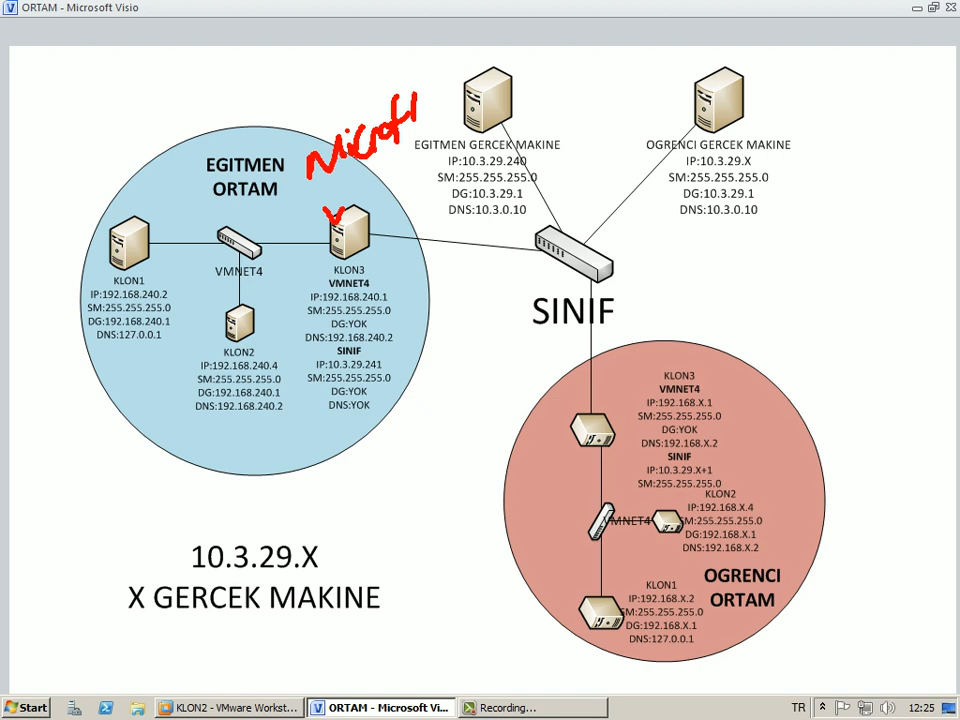 ORTAM - Microsoft Visio
EGITMEN
ORTAM
EGITMEN GERCEK MAKINE
IP:10.3.29.240
SM:255.255.255.0
DG:10.3.29.1
DNS:10.3.0.10
OGRENCI GERCEK MAKINE
IP:10.3.29.X
SM:255.255.255.0
DG:10.3.29.1
DNS:10.3.0.10
KLON1
IP:192.168.240.2
SM:255.255.255.0
DG:192.168.240.1
DNS:127.0.0.1
VMNET4
KLON2
IP:192.168.240.4
SM:255.255.255.0
DG:192.168.240.1
DNS:192.168.240.2
KLON3
VMNET4
IP:192.168.240.1
SM:255.255.255.0
DG:YOK
DNS:192.168.240.2
SINIF
IP:10.3.29.241
SM:255.255.255.0
DG:YOK
DNS:YOK
SINIF
KLON3
VMNET4
IP:192.168.X.1
SM:255.255.255.0
DG:YOK
DNS:192.168.X.2
SINIF
IP:10.3.29.X+1
SM:255.255.255.0
VMNET4
KLON2
IP:192.168.X.4
SM:255.255.255.0
DG:192.168.X.1
DNS:192.168.X.2
KLON1
IP:192.168.X.2
SM:255.255.255.0
DG:192.168.X.1
DNS:127.0.0.1
OGRENCI
ORTAM
10.3.29.X
X GERCEK MAKINE
Start
KLON2 - VMware Workst...
ORTAM - Microsoft Vi...
Recording...
TR
12:25